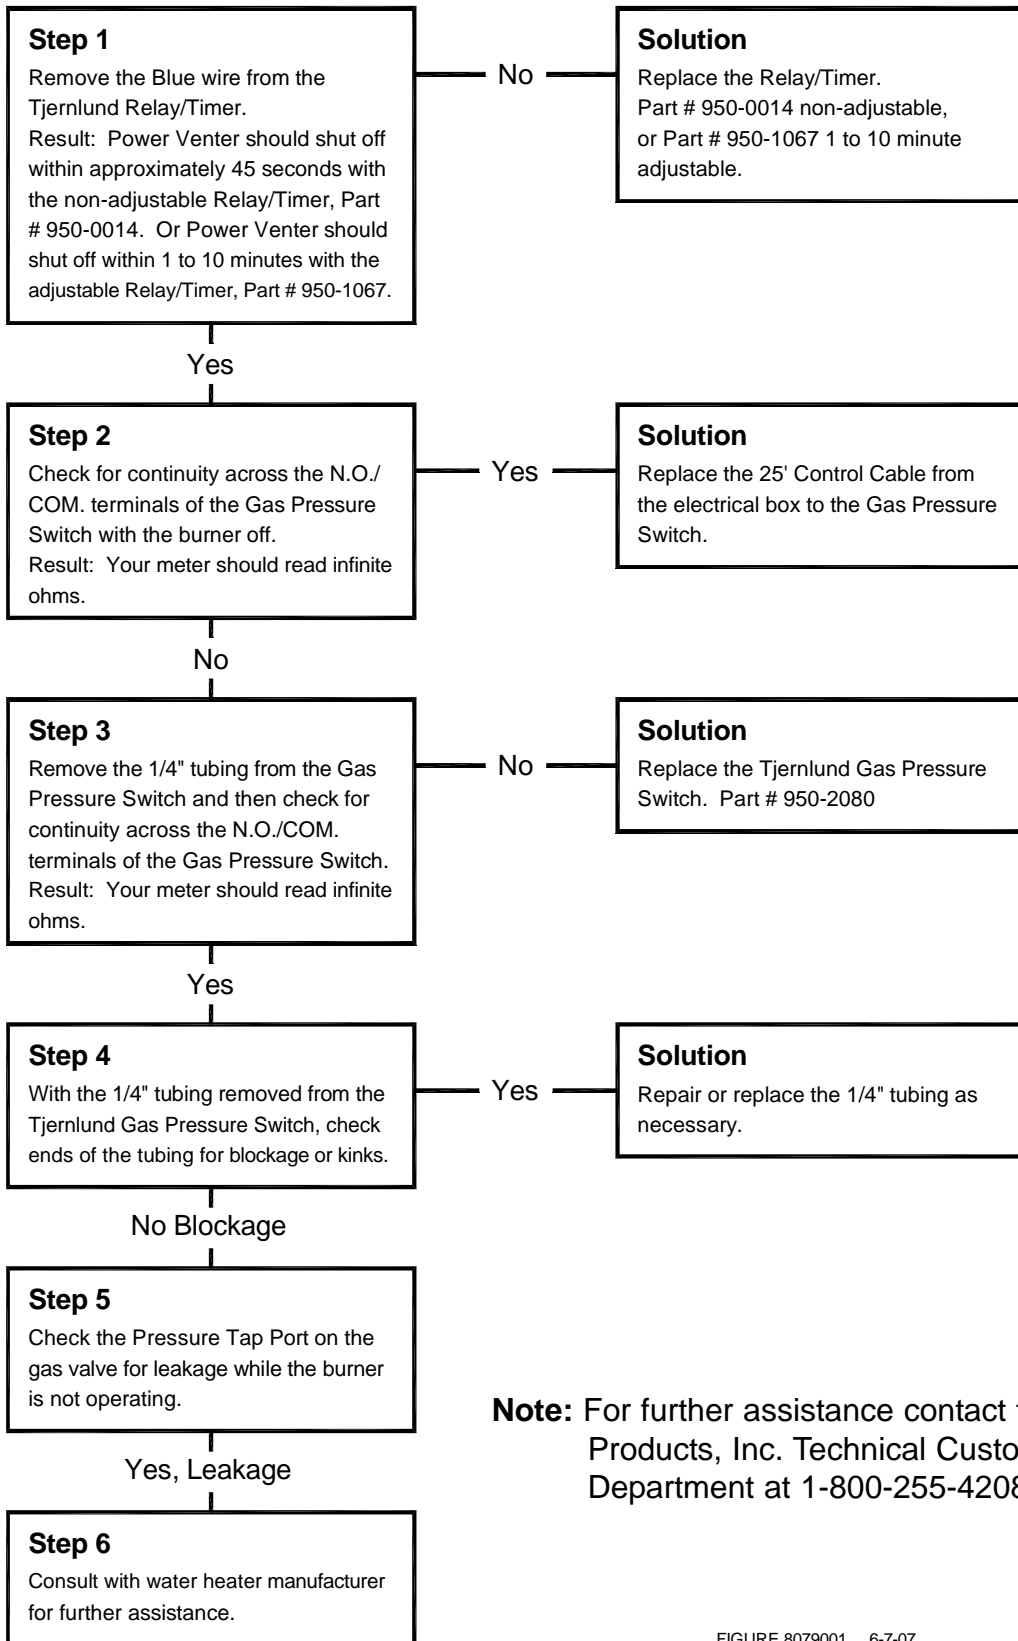 Step 1
Remove the Blue wire from the
Tjernlund Relay/Timer.
Result: Power Venter should shut off
within approximately 45 seconds with
the non-adjustable Relay/Timer, Part
# 950-0014. Or Power Venter should
shut off within 1 to 10 minutes with the
adjustable Relay/Timer, Part # 950-1067.
No
Solution
Replace the Relay/Timer.
Part # 950-0014 non-adjustable,
or Part # 950-1067 1 to 10 minute
adjustable.
Yes
Step 2
Check for continuity across the N.O./
COM. terminals of the Gas Pressure
Switch with the burner off.
Result: Your meter should read infinite
ohms.
Yes
Solution
Replace the 25' Control Cable from
the electrical box to the Gas Pressure
Switch.
No
Step 3
Remove the 1/4" tubing from the Gas
Pressure Switch and then check for
continuity across the N.O./COM.
terminals of the Gas Pressure Switch.
Result: Your meter should read infinite
ohms.
No
Solution
Replace the Tjernlund Gas Pressure
Switch. Part # 950-2080
Yes
Step 4
With the 1/4" tubing removed from the
Tjernlund Gas Pressure Switch, check
ends of the tubing for blockage or kinks.
Yes
Solution
Repair or replace the 1/4" tubing as
necessary.
No Blockage
Step 5
Check the Pressure Tap Port on the
gas valve for leakage while the burner
is not operating.
Yes, Leakage
Step 6
Consult with water heater manufacturer
for further assistance.
Note: For further assistance contact
Products, Inc. Technical Custo
Department at 1-800-255-4208
FIGURE 8079001 6-7-07